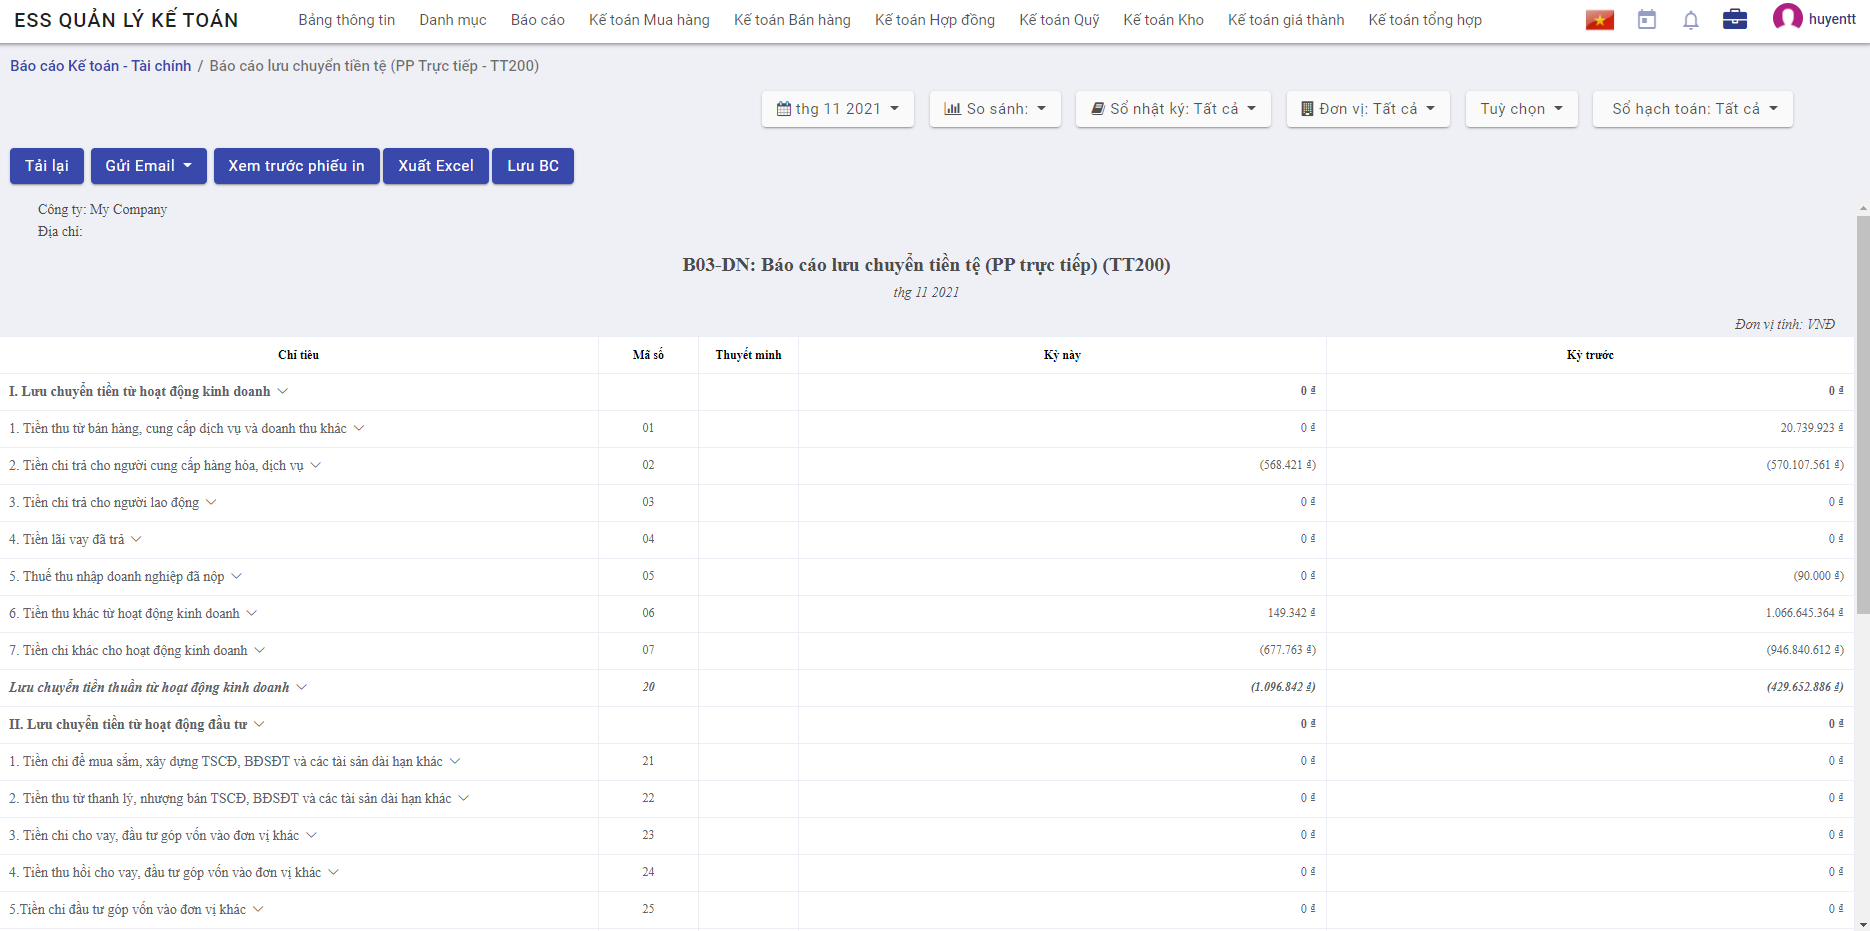 ESS QUẢN LÝ KẾ TOÁN Bảng thông tin Danh mục Báo cáo Kế toán Mua hàng Kế toán Bán hàng Kế toán Hợp đồng Kế toán Quỹ Kế toán Kho Kế toán giá thành Kế toán tổng hợp huyentt
Báo cáo Kế toán - Tài chính / Báo cáo lưu chuyển tiền tệ (PP Trực tiếp - TT200)
thg 11 2021 So sánh: Sổ nhật ký: Tất cả Đơn vị: Tất cả Tuỳ chọn Sổ hạch toán: Tất cả
Tải lại Gửi Email Xem trước phiếu in Xuất Excel Lưu BC
Công ty: My Company
Địa chỉ:
B03-DN: Báo cáo lưu chuyển tiền tệ (PP trực tiếp) (TT200)
thg 11 2021
Đơn vị tính: VNĐ
Chỉ tiêu Mã số Thuyết minh Kỳ này Kỳ trước
I. Lưu chuyển tiền từ hoạt động kinh doanh 0 ₫ 0 ₫
1. Tiền thu từ bán hàng, cung cấp dịch vụ và doanh thu khác 01 0 ₫ 20.739.923 ₫
2. Tiền chi trả cho người cung cấp hàng hóa, dịch vụ 02 (568.421 ₫) (570.107.561 ₫)
3. Tiền chi trả cho người lao động 03 0 ₫ 0 ₫
4. Tiền lãi vay đã trả 04 0 ₫ 0 ₫
5. Thuế thu nhập doanh nghiệp đã nộp 05 0 ₫ (90.000 ₫)
6. Tiền thu khác từ hoạt động kinh doanh 06 149.342 ₫ 1.066.645.364 ₫
7. Tiền chi khác cho hoạt động kinh doanh 07 (677.763 ₫) (946.840.612 ₫)
Lưu chuyển tiền thuần từ hoạt động kinh doanh 20 (1.096.842 ₫) (429.652.886 ₫)
II. Lưu chuyển tiền từ hoạt động đầu tư 0 ₫ 0 ₫
1. Tiền chi để mua sắm, xây dựng TSCĐ, BĐSĐT và các tài sản dài hạn khác 21 0 ₫ 0 ₫
2. Tiền thu từ thanh lý, nhượng bán TSCĐ, BĐSĐT và các tài sản dài hạn khác 22 0 ₫ 0 ₫
3. Tiền chi cho vay, đầu tư góp vốn vào đơn vị khác 23 0 ₫ 0 ₫
4. Tiền thu hồi cho vay, đầu tư góp vốn vào đơn vị khác 24 0 ₫ 0 ₫
5.Tiền chi đầu tư góp vốn vào đơn vị khác 25 0 ₫ 0 ₫